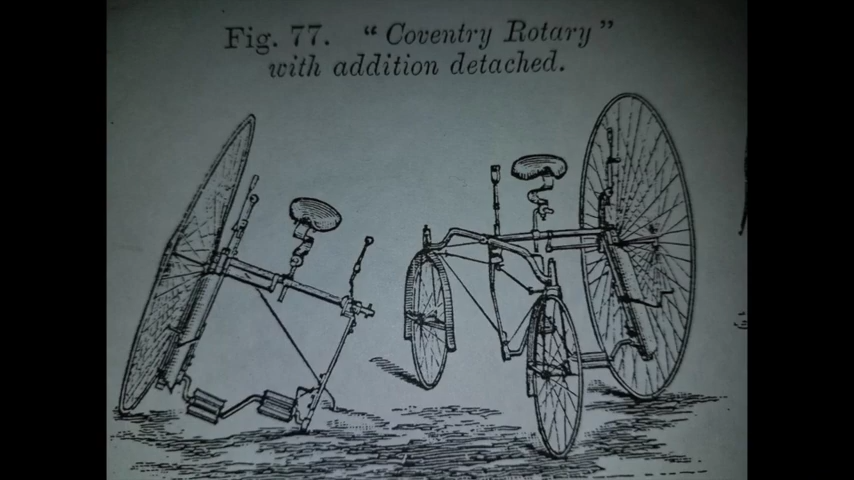 Fig. 77. “Coventry Rotary”
with addition detached.